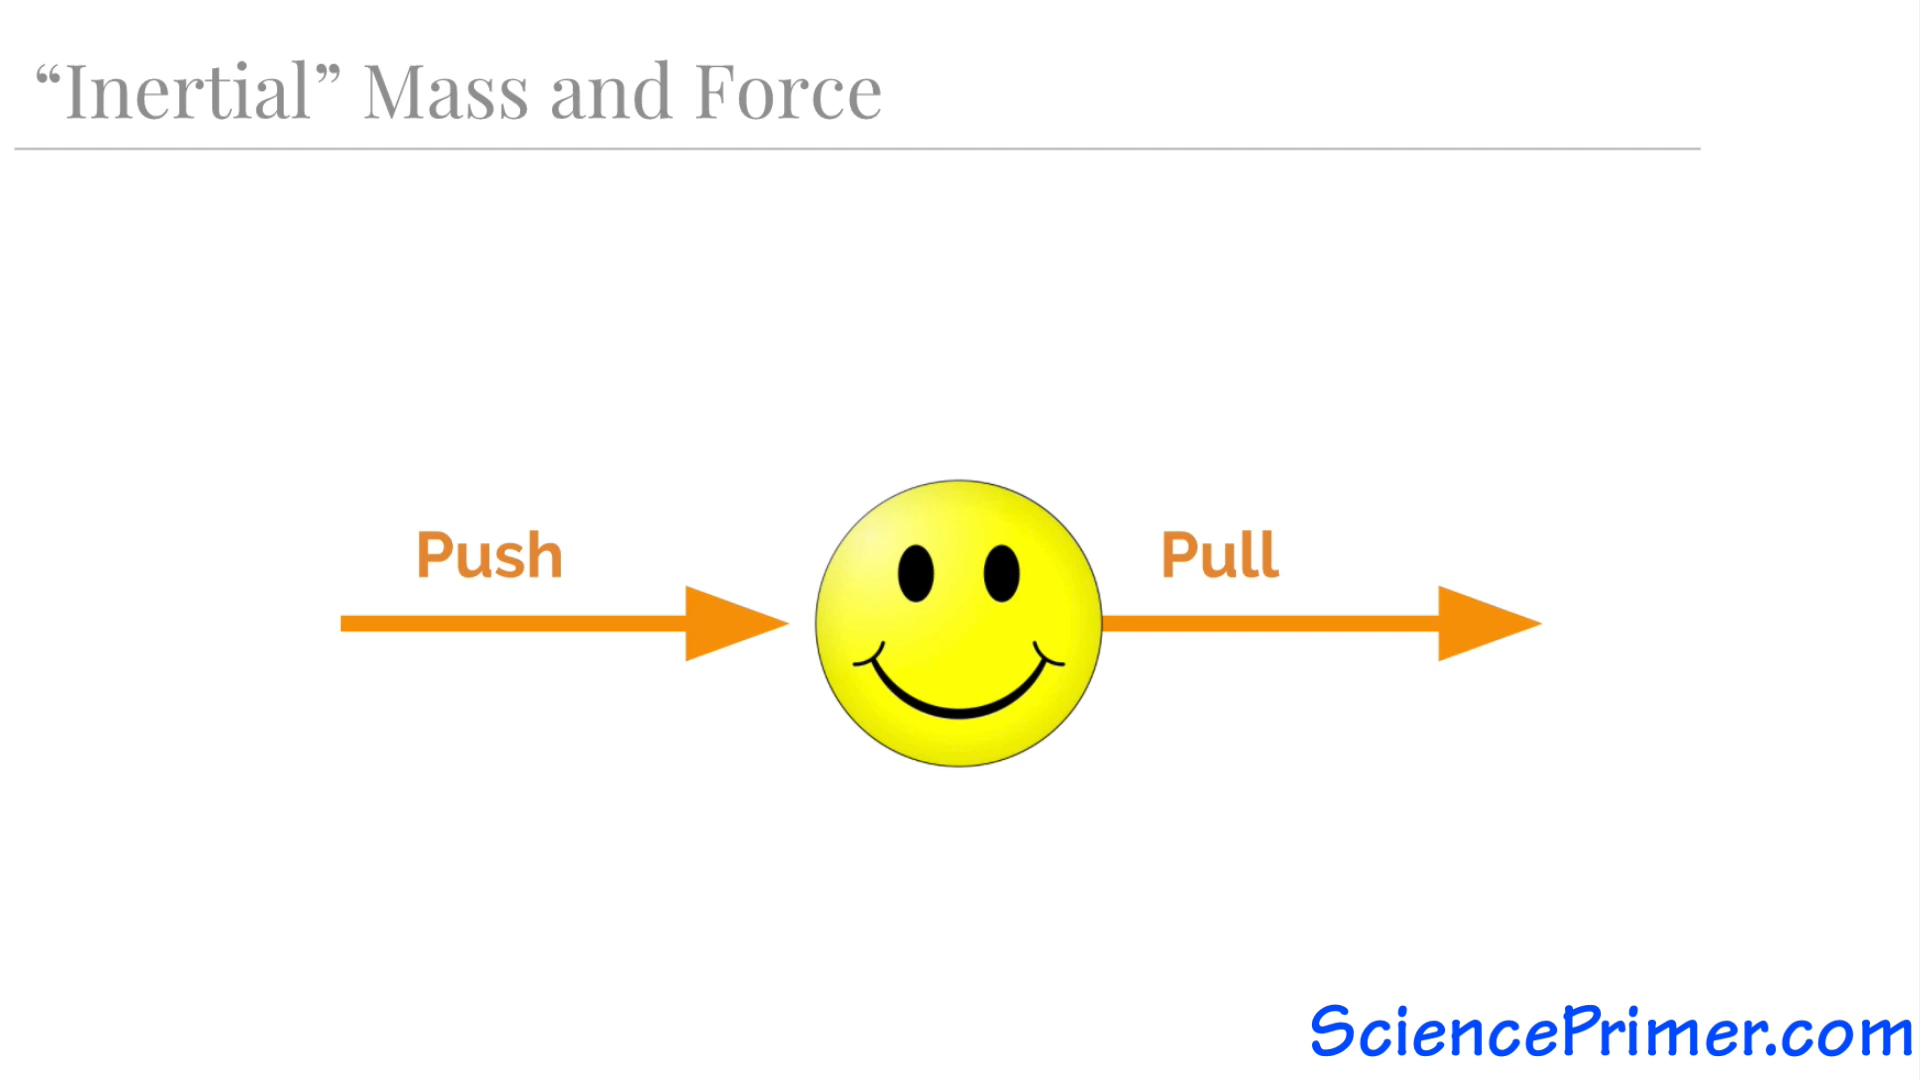 “Inertial” Mass and Force
Push
Pull
SciencePrimer.com